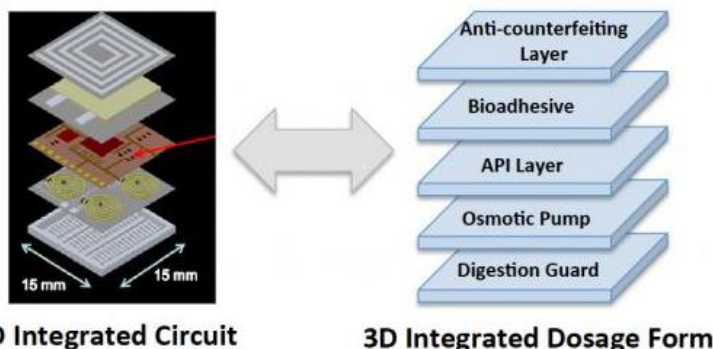 Anti-counterfeiting
Layer
Bioadhesive
API Layer
Osmotic Pump
Digestion Guard
15 mm
15 mm
D Integrated Circuit
3D Integrated Dosage Form